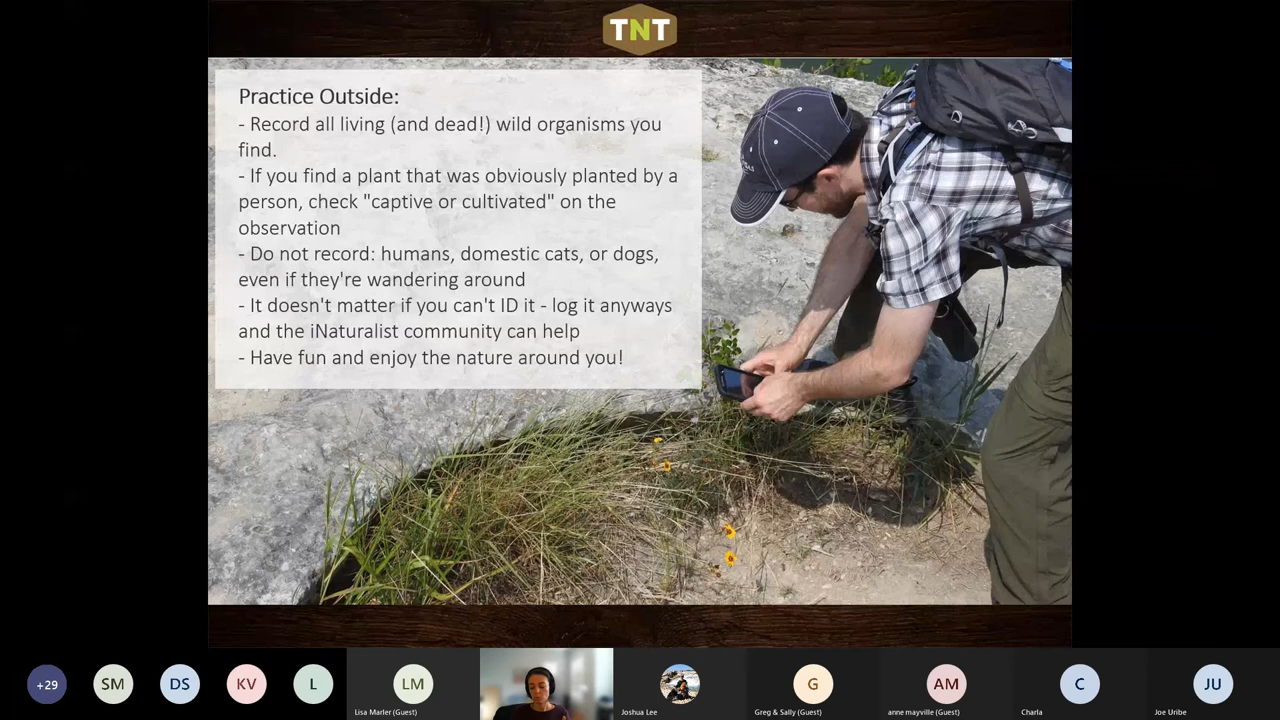 TNT
Practice Outside:
- Record all living (and dead!) wild organisms you
find.
- If you find a plant that was obviously planted by a
person, check "captive or cultivated" on the
observation
- Do not record: humans, domestic cats, or dogs,
even if they're wandering around
- It doesn't matter if you can't ID it - log it anyways
and the iNaturalist community can help
- Have fun and enjoy the nature around you!
+29
SM
DS
KV
L
LM
G
AM
C
JU
Lisa Marler (Guest)
Joshua Lee
Greg & Sally (Guest)
anne mayville (Guest)
Charla
Joe Uribe